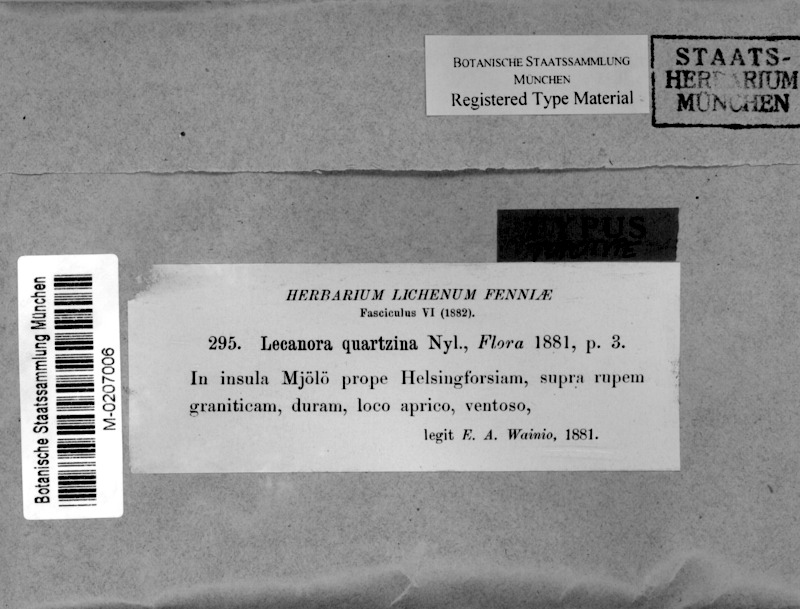 BOTANISCHE STAATSSAMMLUNG
MÜNCHEN
Registered Type Material
STAATS-
HERBARIUM
MÜNCHEN
TYPUS
HERBARIUM LICHENUM FENNIÆ
Fasciculus VI (1882).
295. Lecanora quartzina Nyl., Flora 1881, p. 3.
In insula Mjölö prope Helsingforsiam, supra rupem
graniticam, duram, loco aprico, ventoso,
legit E. A. Wainio, 1881.
Botanische Staatssammlung München
M-0207006